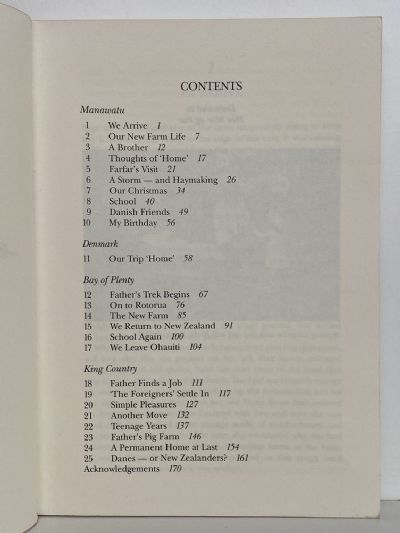 CONTENTS
Manawatu
1 We Arrive 1
2 Our New Farm Life 7
3 A Brother 12
4 Thoughts of 'Home' 17
5 Farfar's Visit 21
6 A Storm — and Haymaking 26
7 Our Christmas 34
8 School 40
9 Danish Friends 49
10 My Birthday 56
Denmark
11 Our Trip 'Home' 58
Bay of Plenty
12 Father's Trek Begins 67
13 On to Rotorua 76
14 The New Farm 85
15 We Return to New Zealand 91
16 School Again 100
17 We Leave Ohauiti 104
King Country
18 Father Finds a Job 111
19 'The Foreigners' Settle In 117
20 Simple Pleasures 127
21 Another Move 132
22 Teenage Years 137
23 Father's Pig Farm 146
24 A Permanent Home at Last 154
25 Danes — or New Zealanders? 161
Acknowledgements 170